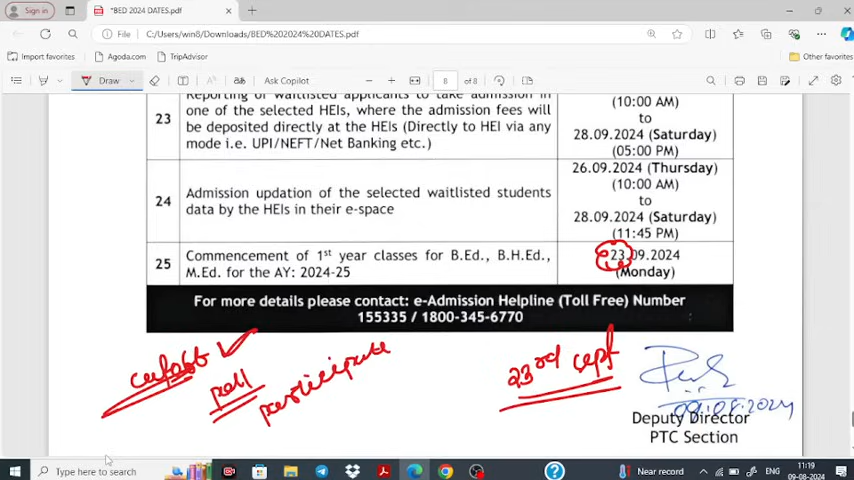 Sign in
*BED 2024 DATES.pdf
File
C:/Users/win8/Downloads/BED%202024%20DATES.pdf
Import favorites
Agoda.com
TripAdvisor
Other favorites
Draw
Ask Copilot
8
of 8
23
Reporting of waitlisted applicants to take admission in
one of the selected HEIs, where the admission fees will
be deposited directly at the HEIs (Directly to HEI via any
mode i.e. UPI/NEFT/Net Banking etc.)
(10:00 AM)
to
28.09.2024 (Saturday)
(05:00 PM)
24
Admission updation of the selected waitlisted students
data by the HEIs in their e-space
26.09.2024 (Thursday)
(10:00 AM)
to
28.09.2024 (Saturday)
(11:45 PM)
25
Commencement of 1st year classes for B.Ed., B.H.Ed.,
M.Ed. for the AY: 2024-25
23.09.2024
(Monday)
For more details please contact: e-Admission Helpline (Toll Free) Number
155335 / 1800-345-6770
poll
participate
23rd sept
09.08.2024
Deputy Director
PTC Section
Type here to search
Near record
ENG
11:19
09-08-2024